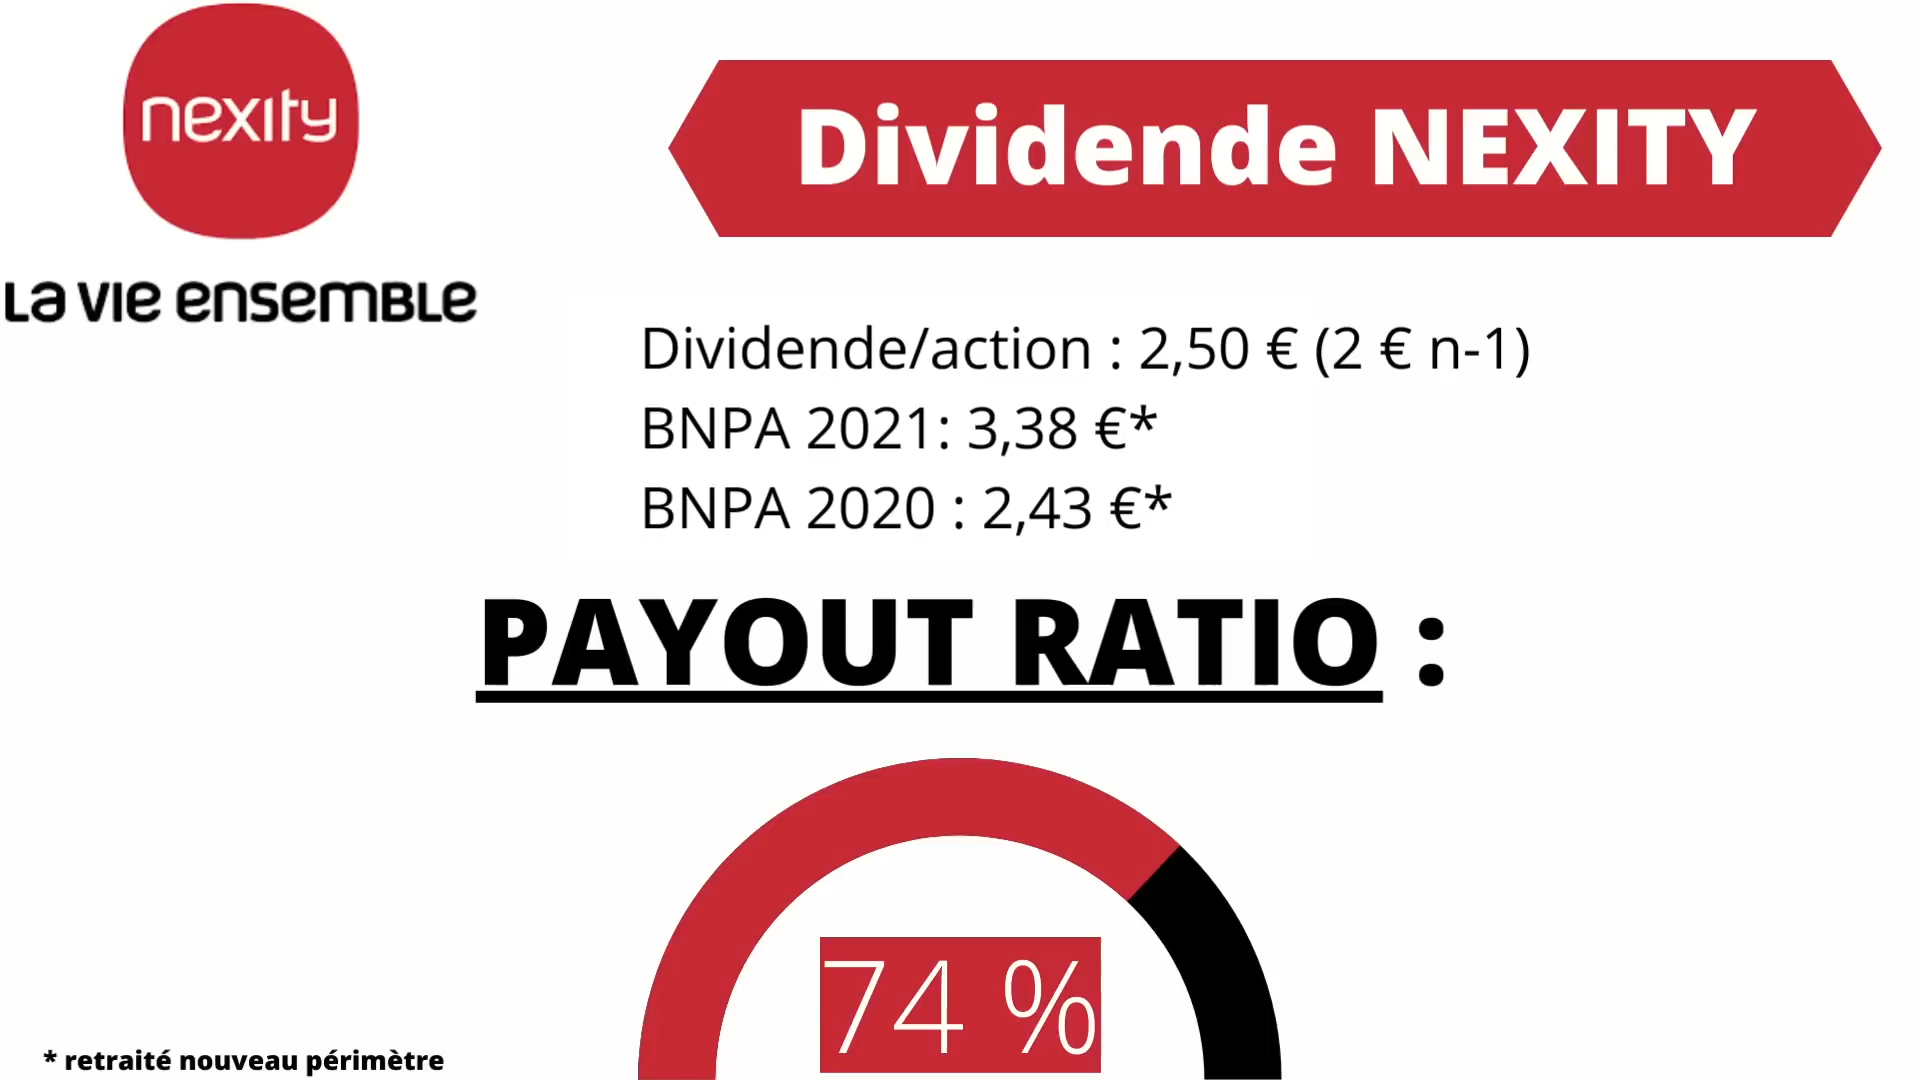 nexity
La vie ensemble
Dividende NEXITY
Dividende/action : 2,50 € (2 € n-1)
BNPA 2021: 3,38 €*
BNPA 2020 : 2,43 €*
PAYOUT RATIO :
74 %
* retraité nouveau périmètre